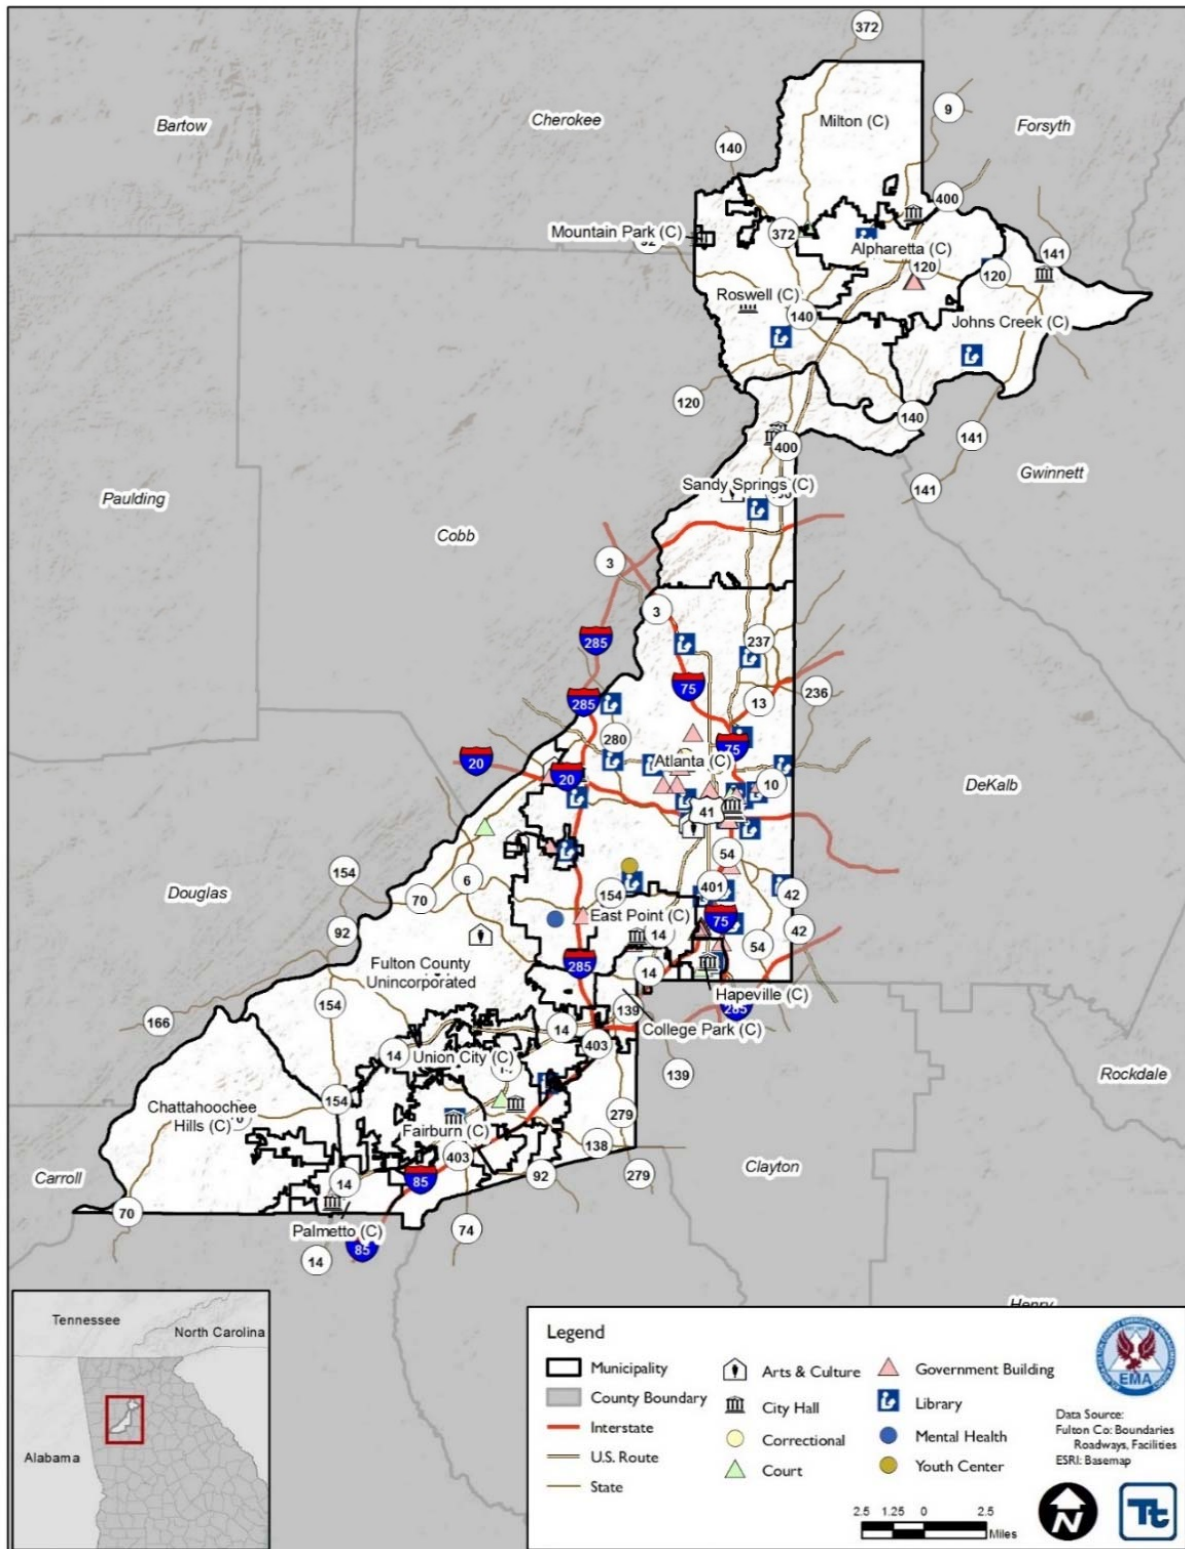 372
Bartow
Cherokee
Milton (C)
9
Forsyth
140
400
Mountain Park (C)
372
Alpharetta (C)
141
120
120
Roswell (C)
140
Johns Creek (C)
120
140
400
141
141
Gwinnett
Paulding
Cobb
Sandy Springs (C)
3
3
285
237
75
236
285
13
280
75
20
20
Atlanta (C)
10
DeKalb
41
54
154
6
Douglas
70
154
401
42
92
East Point (C)
14
75
42
54
285
14
Fulton County
Unincorporated
Hapeville (C)
154
285
166
139
College Park (C)
14
14
403
Union City (C)
139
Rockdale
Chattahoochee
Hills (C)
154
279
Fairburn (C)
138
403
Clayton
Carroll
14
85
92
279
70
Palmetto (C)
74
85
14
Henry
Tennessee
North Carolina
Alabama
Legend
Municipality
County Boundary
Interstate
U.S. Route
State
Arts & Culture
City Hall
Correctional
Court
Government Building
Library
Mental Health
Youth Center
EMA
Data Source:
Fulton Co: Boundaries
Roadways, Facilities
ESRI: Basemap
2.5 1.25 0 2.5
Miles
N
Tt